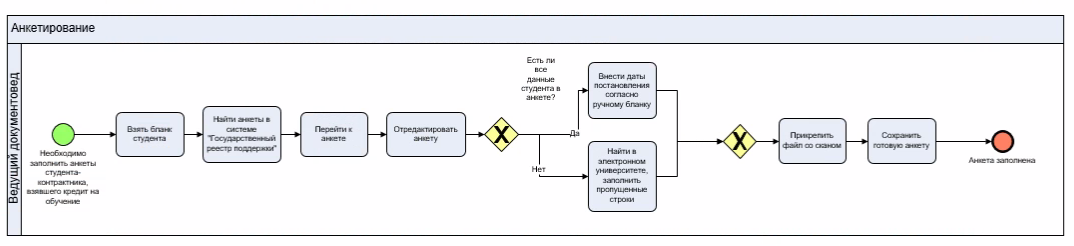 Анкетирование
Ведущий документовед
Необходимо
заполнить анкеты
студента-
контрактника,
взявшего кредит на
обучение
Взять бланк
студента
Найти анкеты в
системе
"Государственный
реестр поддержки"
Перейти к
анкете
Отредактировать
анкету
Есть ли
все
данные
студента в
анкете?
Да
Нет
Внести даты
постановления
согласно
ручному бланку
Найти в
электронном
университете,
заполнить
пропущенные
строки
Прикрепить
файл со сканом
Сохранить
готовую анкету
Анкета заполнена